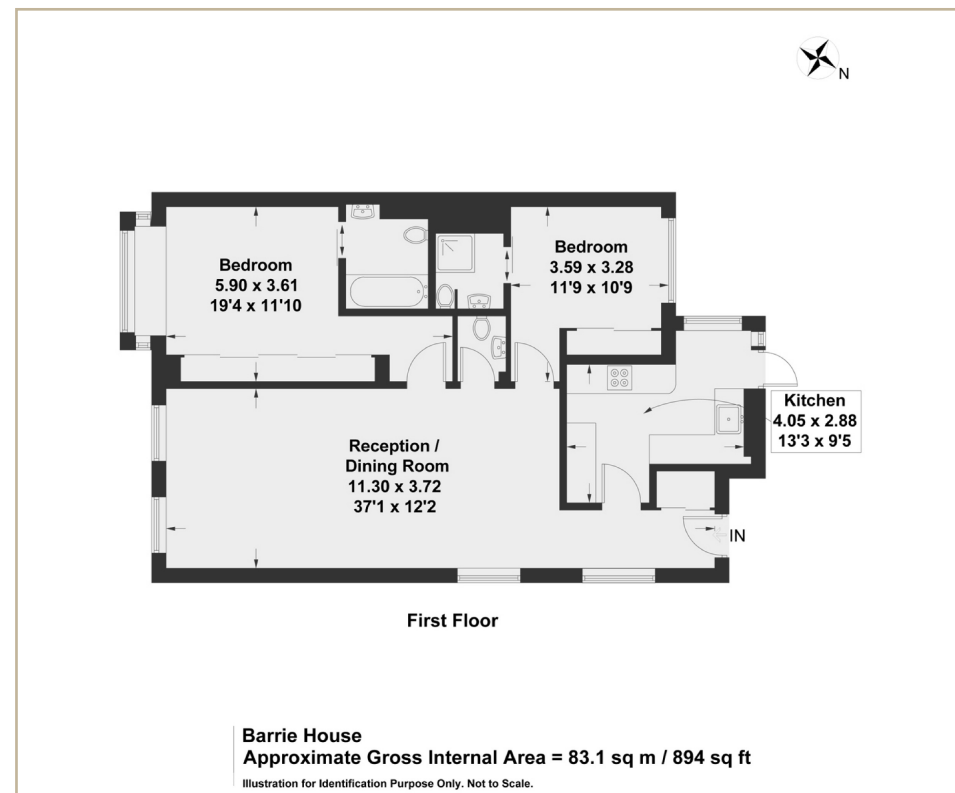 N
Bedroom
5.90 x 3.61
19'4 x 11'10
Bedroom
3.59 x 3.28
11'9 x 10'9
Kitchen
4.05 x 2.88
13'3 x 9'5
Reception /
Dining Room
11.30 x 3.72
37'1 x 12'2
IN
First Floor
Barrie House
Approximate Gross Internal Area = 83.1 sq m / 894 sq ft
Illustration for Identification Purpose Only. Not to Scale.